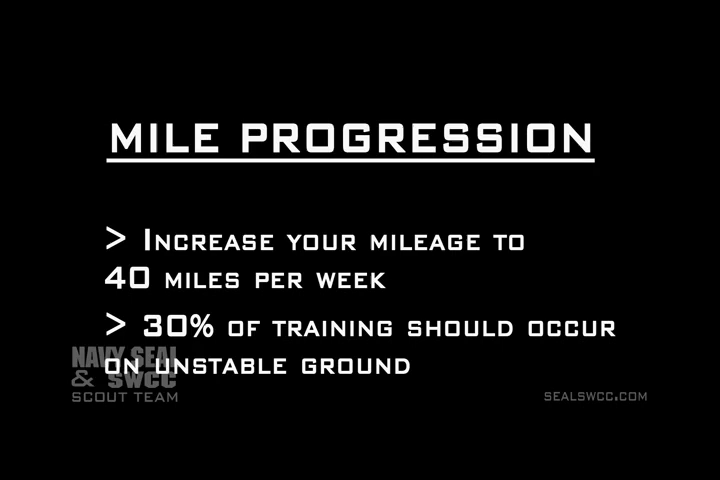 MILE PROGRESSION
> INCREASE YOUR MILEAGE TO
40 MILES PER WEEK
> 30% OF TRAINING SHOULD OCCUR
ON UNSTABLE GROUND
NAVY SEAL
& SWCC
SCOUT TEAM
SEALSWCC.COM